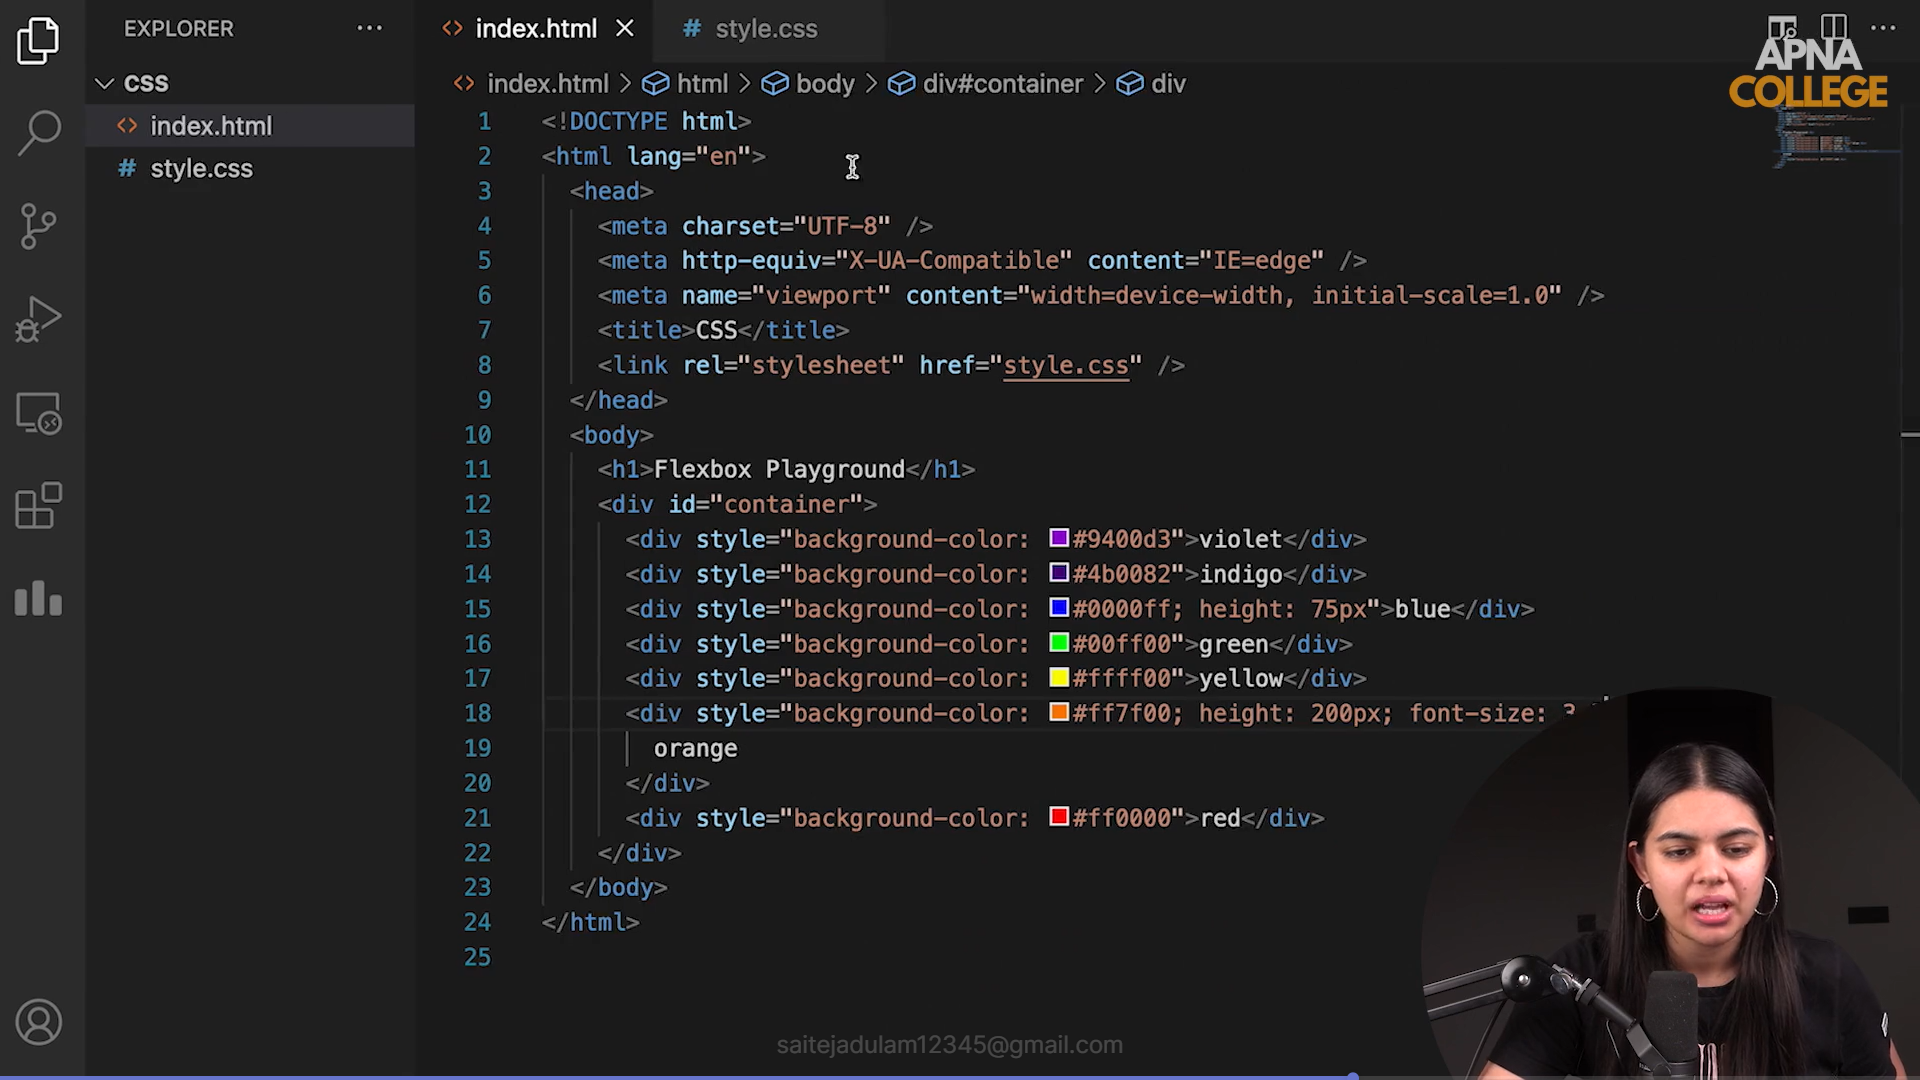 EXPLORER
index.html
style.css
APNA
COLLEGE
CSS
index.html
style.css
index.html > html > body > div#container > div
1 <!DOCTYPE html>
2 <html lang="en">
3 <head>
4 <meta charset="UTF-8" />
5 <meta http-equiv="X-UA-Compatible" content="IE=edge" />
6 <meta name="viewport" content="width=device-width, initial-scale=1.0" />
7 <title>CSS</title>
8 <link rel="stylesheet" href="style.css" />
9 </head>
10 <body>
11 <h1>Flexbox Playground</h1>
12 <div id="container">
13 <div style="background-color: #9400d3">violet</div>
14 <div style="background-color: #4b0082">indigo</div>
15 <div style="background-color: #0000ff; height: 75px">blue</div>
16 <div style="background-color: #00ff00">green</div>
17 <div style="background-color: #ffff00">yellow</div>
18 <div style="background-color: #ff7f00; height: 200px; font-size: 3
19 orange
20 </div>
21 <div style="background-color: #ff0000">red</div>
22 </div>
23 </body>
24 </html>
25
saitejadulam12345@gmail.com